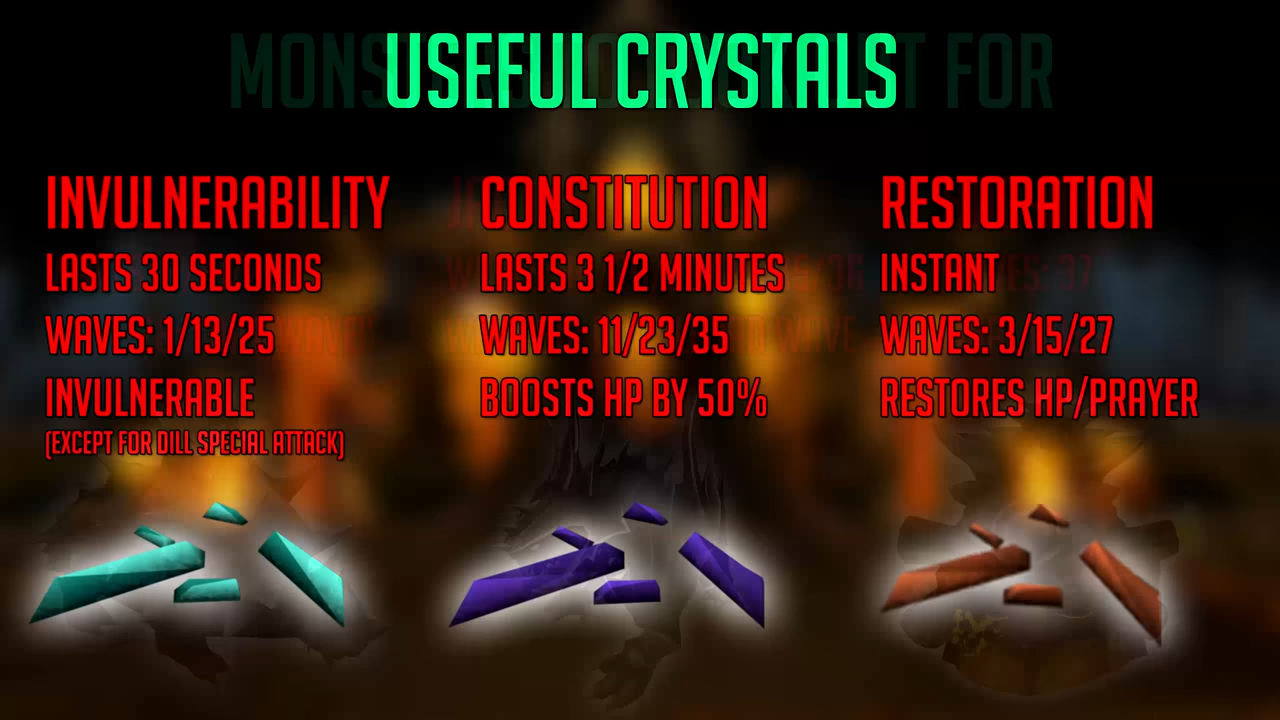 USEFUL CRYSTALS
INVULNERABILITY
LASTS 30 SECONDS
WAVES: 1/13/25
INVULNERABLE
(EXCEPT FOR DILL SPECIAL ATTACK)
CONSTITUTION
LASTS 3 1/2 MINUTES
WAVES: 11/23/35
BOOSTS HP BY 50%
RESTORATION
INSTANT
WAVES: 3/15/27
RESTORES HP/PRAYER